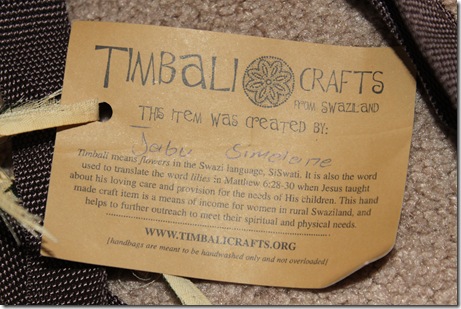 TIMBALI CRAFTS
FROM SWAZILAND
THIS ITEM WAS CREATED BY:
Jabu Simelane
Timbali means flowers in the Swazi language, SiSwati. It is also the word
used to translate the word lilies in Matthew 6:28-30 when Jesus taught
about his loving care and provision for the needs of His children. This hand
made craft item is a means of income for women in rural Swaziland, and
helps to further outreach to meet their spiritual and physical needs.
WWW.TIMBALICRAFTS.ORG
[handbags are meant to be handwashed only and not overloaded]